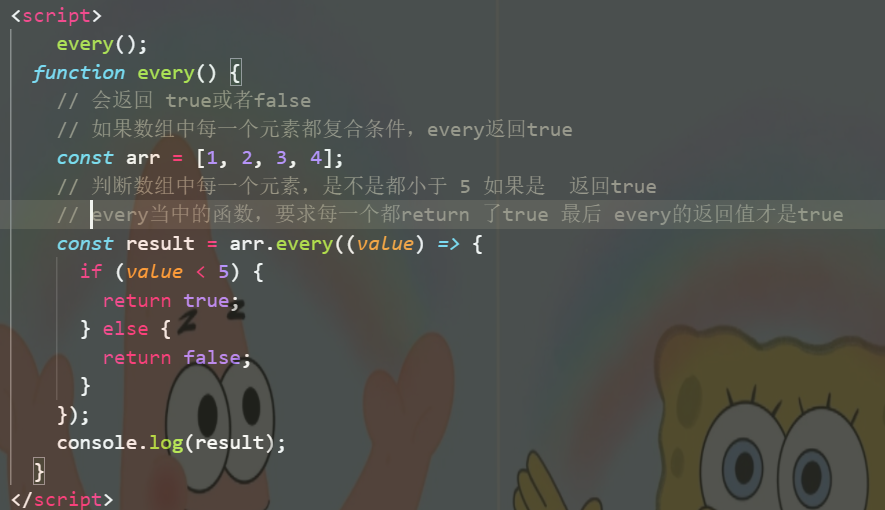 <script>
every();
function every() {
// 会返回 true或者false
// 如果数组中每一个元素都复合条件，every返回true
const arr = [1, 2, 3, 4];
// 判断数组中每一个元素，是不是都小于 5 如果是  返回true
// every当中的函数，要求每一个都return 了true 最后 every的返回值才是true
const result = arr.every((value) => {
if (value < 5) {
return true;
} else {
return false;
}
});
console.log(result);
}
</script>